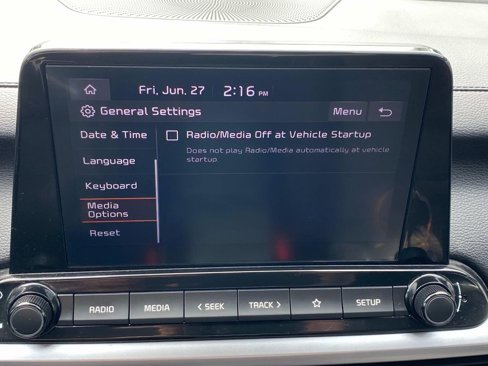 Fri, Jun. 27 2:16 PM
General Settings Menu
Date & Time
Language
Keyboard
Media
Options
Reset
Radio/Media Off at Vehicle Startup
Does not play Radio/Media automatically at vehicle
startup.
RADIO MEDIA < SEEK TRACK > SETUP